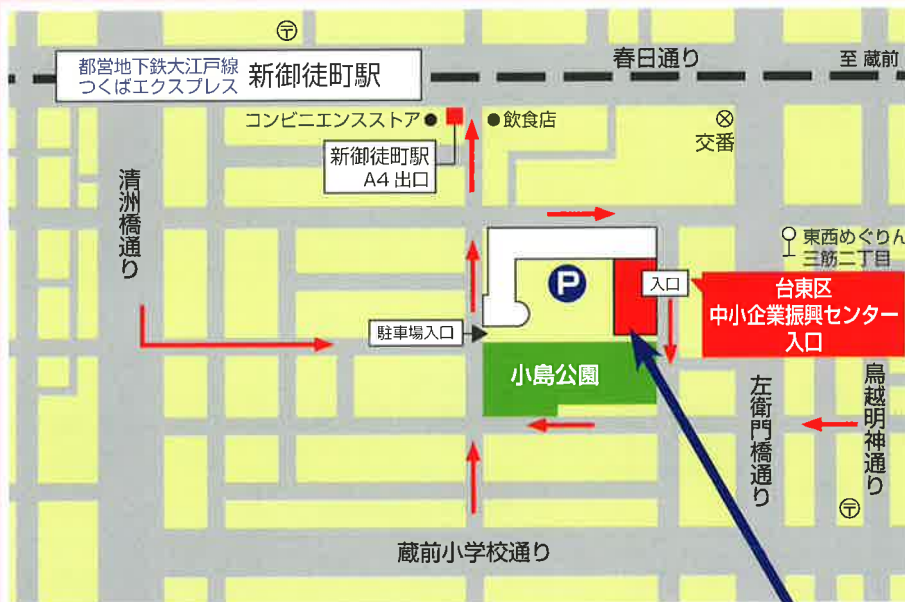 都営地下鉄大江戸線
つくばエクスプレス
新御徒町駅
春日通り
至 蔵前
コンビニエンスストア
飲食店
交番
新御徒町駅
A4 出口
清洲橋通り
東西めぐりん
三筋二丁目
P
入口
台東区
中小企業振興センター
入口
駐車場入口
小島公園
左衛門橋通り
鳥越明神通り
蔵前小学校通り